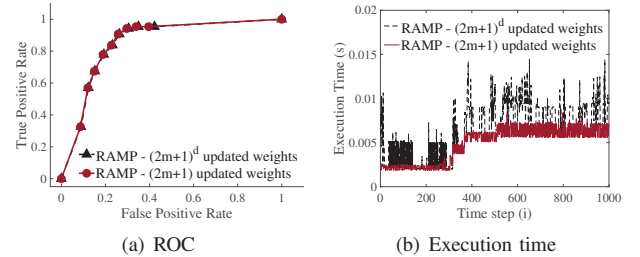 True Positive Rate
1
0.8
0.6
0.4
0.2
0
RAMP - (2m+1)^d updated weights
RAMP - (2m+1) updated weights
0 0.2 0.4 0.6 0.8 1
False Positive Rate
(a) ROC
Execution Time (s)
0.02
0.015
0.01
0.005
0
RAMP - (2m+1)^d updated weights
RAMP - (2m+1) updated weights
0 200 400 600 800 1000
Time step (i)
(b) Execution time